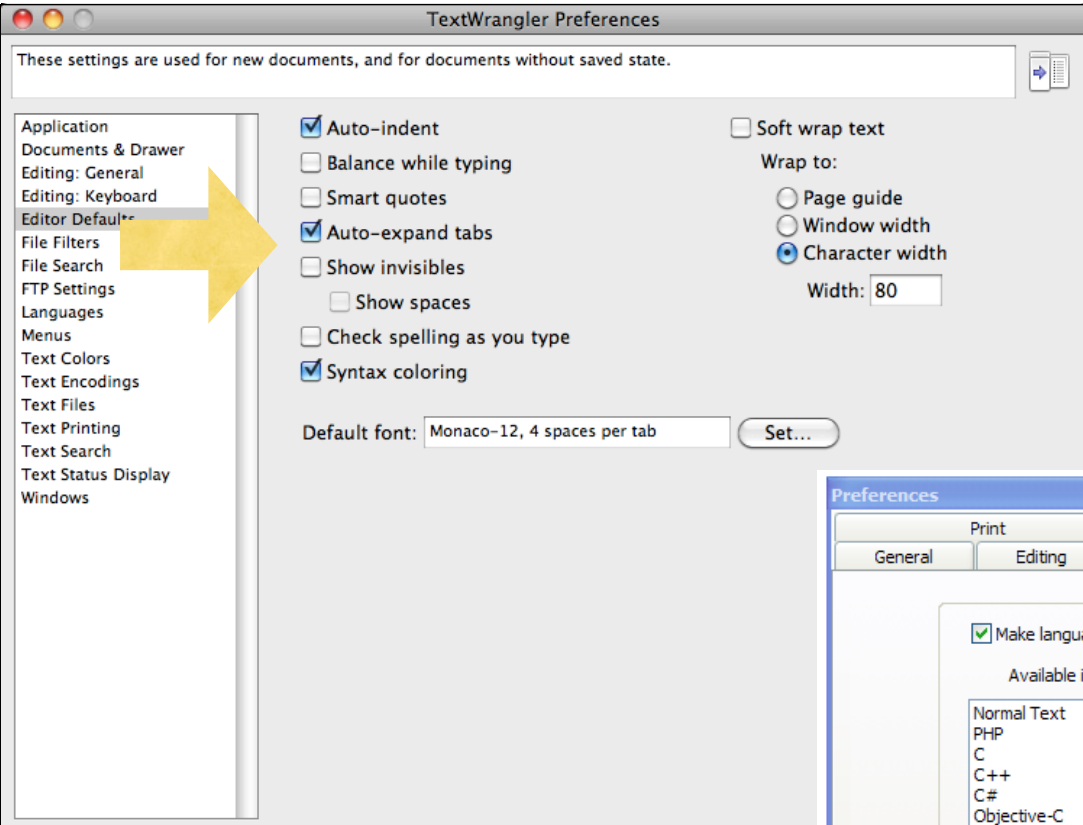 TextWrangler Preferences
These settings are used for new documents, and for documents without saved state.
Application
Documents & Drawer
Editing: General
Editing: Keyboard
Editor Defaults
File Filters
File Search
FTP Settings
Languages
Menus
Text Colors
Text Encodings
Text Files
Text Printing
Text Search
Text Status Display
Windows
Auto-indent
Balance while typing
Smart quotes
Auto-expand tabs
Show invisibles
Show spaces
Check spelling as you type
Syntax coloring
Soft wrap text
Wrap to:
Page guide
Window width
Character width
Width: 80
Default font: Monaco-12, 4 spaces per tab Set...
Preferences
Print
General Editing
Make langua
Available i
Normal Text
PHP
C
C++
C#
Objective-C